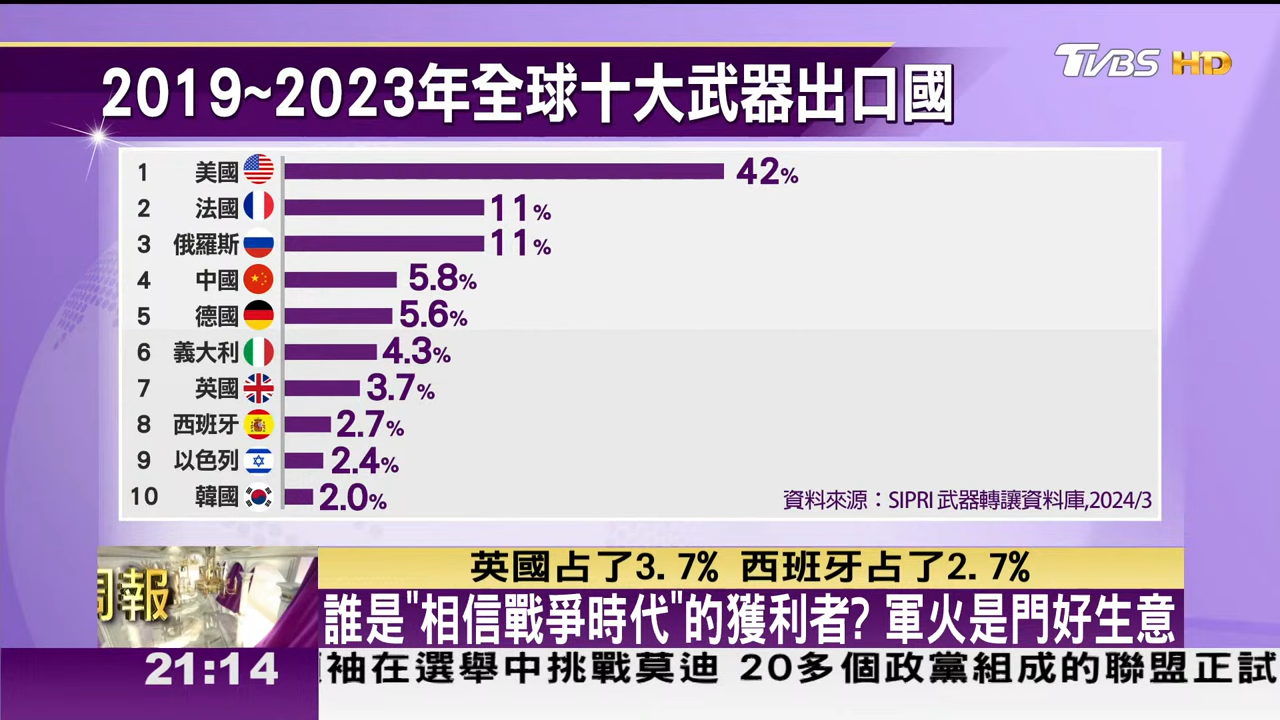 TVBS HD
2019~2023年全球十大武器出口國
1 美國 42%
2 法國 11%
3 俄羅斯 11%
4 中國 5.8%
5 德國 5.6%
6 義大利 4.3%
7 英國 3.7%
8 西班牙 2.7%
9 以色列 2.4%
10 韓國 2.0%
資料來源：SIPRI 武器轉讓資料庫,2024/3
英國占了3.7% 西班牙占了2.7%
周報
誰是"相信戰爭時代"的獲利者? 軍火是門好生意
21:14
袖在選舉中挑戰莫迪 20多個政黨組成的聯盟正試